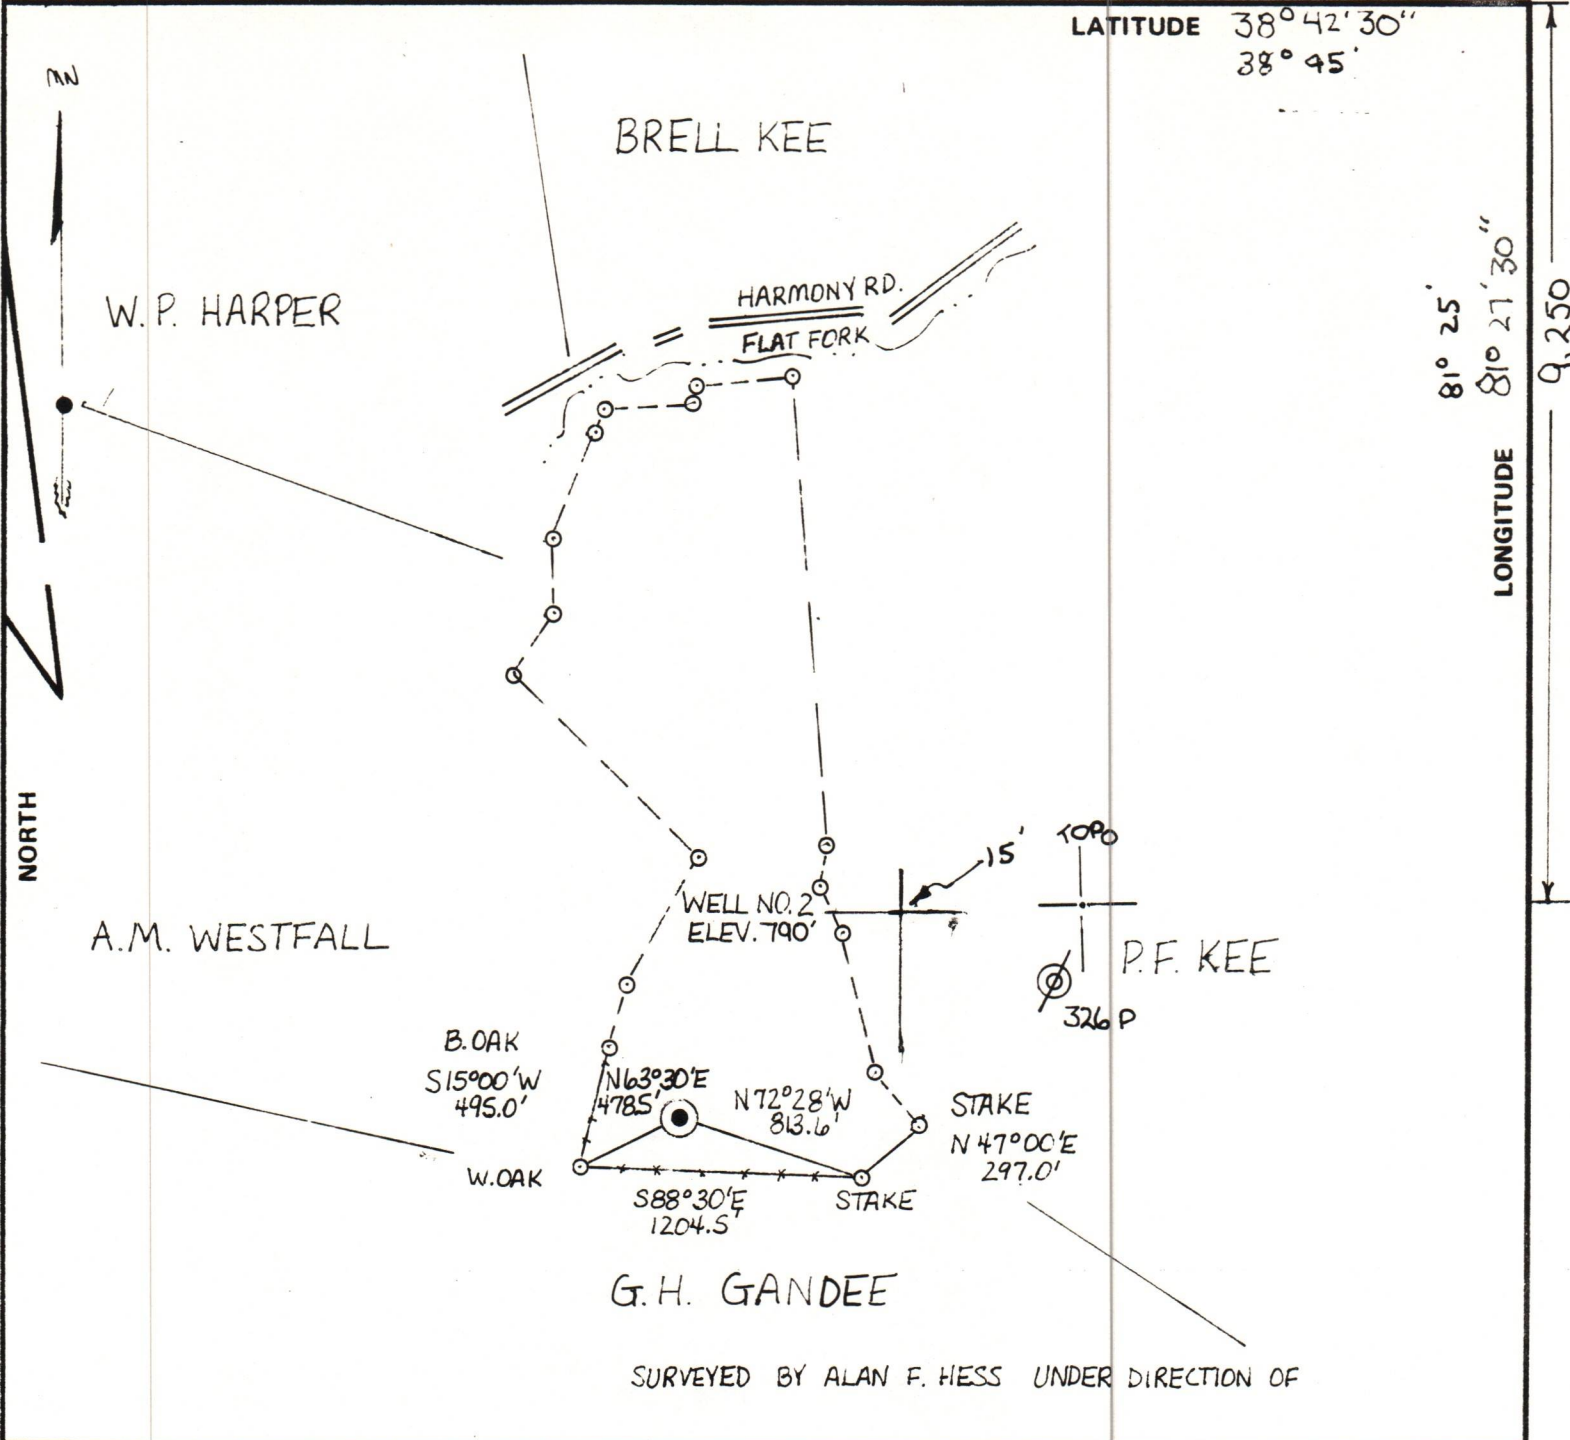 LATITUDE 38° 42' 30"
38° 45'
MN
BRELL KEE
W.P. HARPER
HARMONY RD.
FLAT FORK
81° 25'
81° 27' 30"
LONGITUDE
9,250
NORTH
15'
TOPO
WELL NO. 2
ELEV. 790'
A.M. WESTFALL
P.F. KEE
326 P
B. OAK
S15°00'W
495.0'
N63°30'E
478.5'
N72°28'W
813.6'
STAKE
N47°00'E
297.0'
W. OAK
S88°30'E
1204.5'
STAKE
G.H. GANDEE
SURVEYED BY ALAN F. HESS UNDER DIRECTION OF